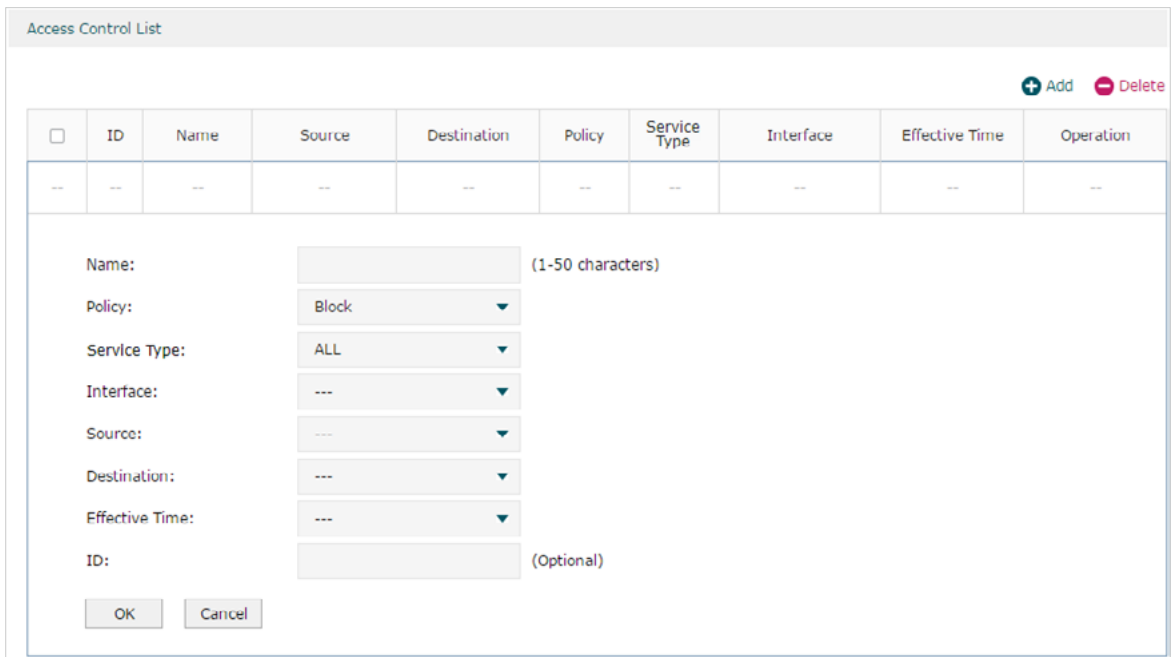 Access Control List
Add Delete
ID Name Source Destination Policy Service Type Interface Effective Time Operation
-- -- -- -- -- -- -- -- -- --
Name: (1-50 characters)
Policy: Block
Service Type: ALL
Interface: ---
Source: ---
Destination: ---
Effective Time: ---
ID: (Optional)
OK Cancel